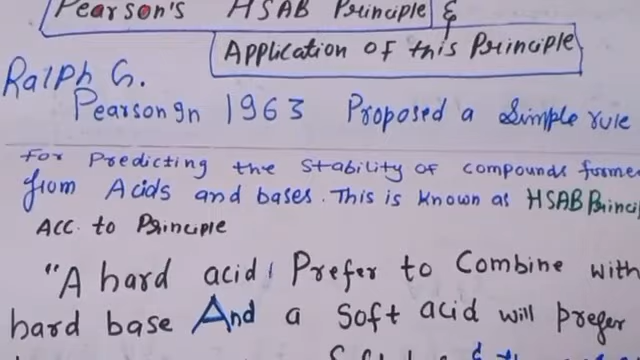 Pearson's HSAB Principle &
Application of this Principle
Ralph G.
Pearson In 1963 Proposed a Simple rule
For Predicting the Stability of compounds forme
from Acids and bases. This is known as HSAB Princi
ACC. to Principle
"A hard acid Prefer to Combine with
hard base And a Soft acid will prefer